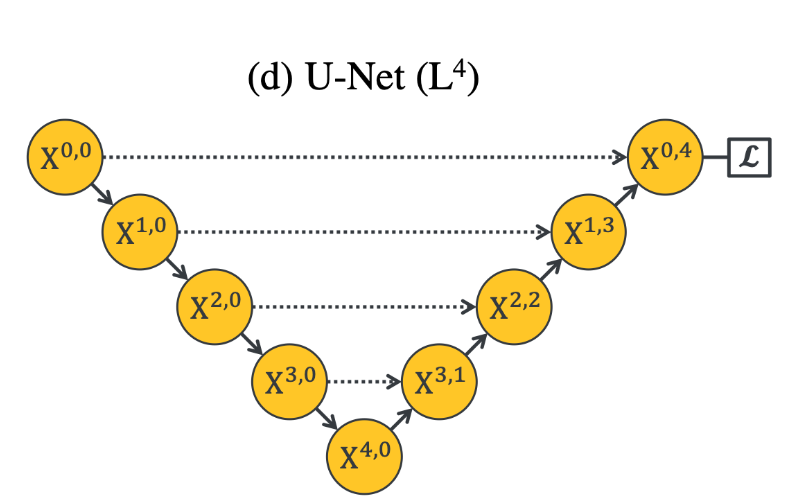 (d) U-Net (L⁴)
X⁰,⁰ X⁰,⁴ ℒ
X¹,⁰ X¹,³
X²,⁰ X²,²
X³,⁰ X³,¹
X⁴,⁰